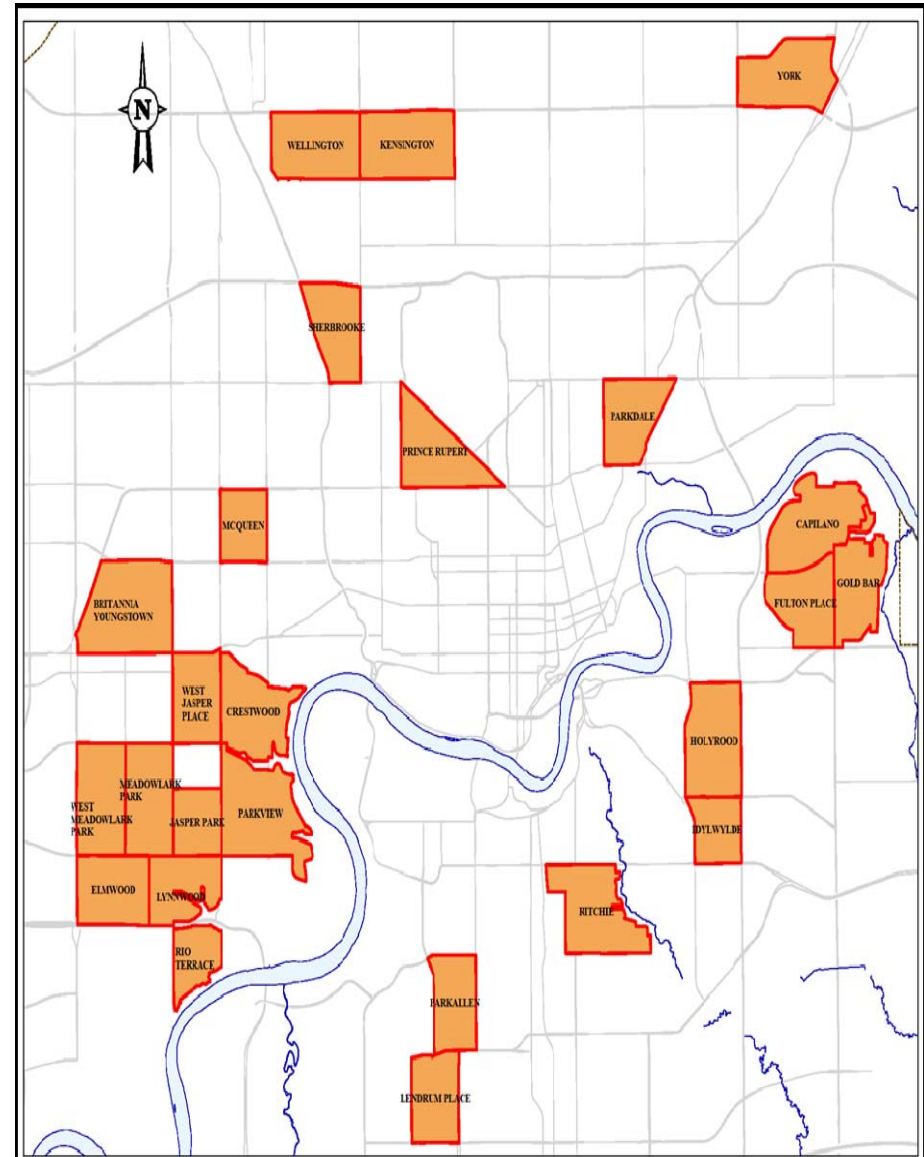 YORK
N
WELLINGTON
KENSINGTON
SHERBROOKE
PARKDALE
PRINCE RUPERT
MCQUEEN
CAPILANO
GOLD BAR
FULTON PLACE
BRITANNIA
YOUNGSTOWN
WEST
JASPER
PLACE
CRESTWOOD
HOLYROOD
MEADOWLARK
PARK
WEST
MEADOWLARK
PARK
JASPER PARK
PARKVIEW
IDYLWYLDE
ELMWOOD
LYNNWOOD
RITCHIE
RIO
TERRACE
PARKALLEN
LENDRUM PLACE